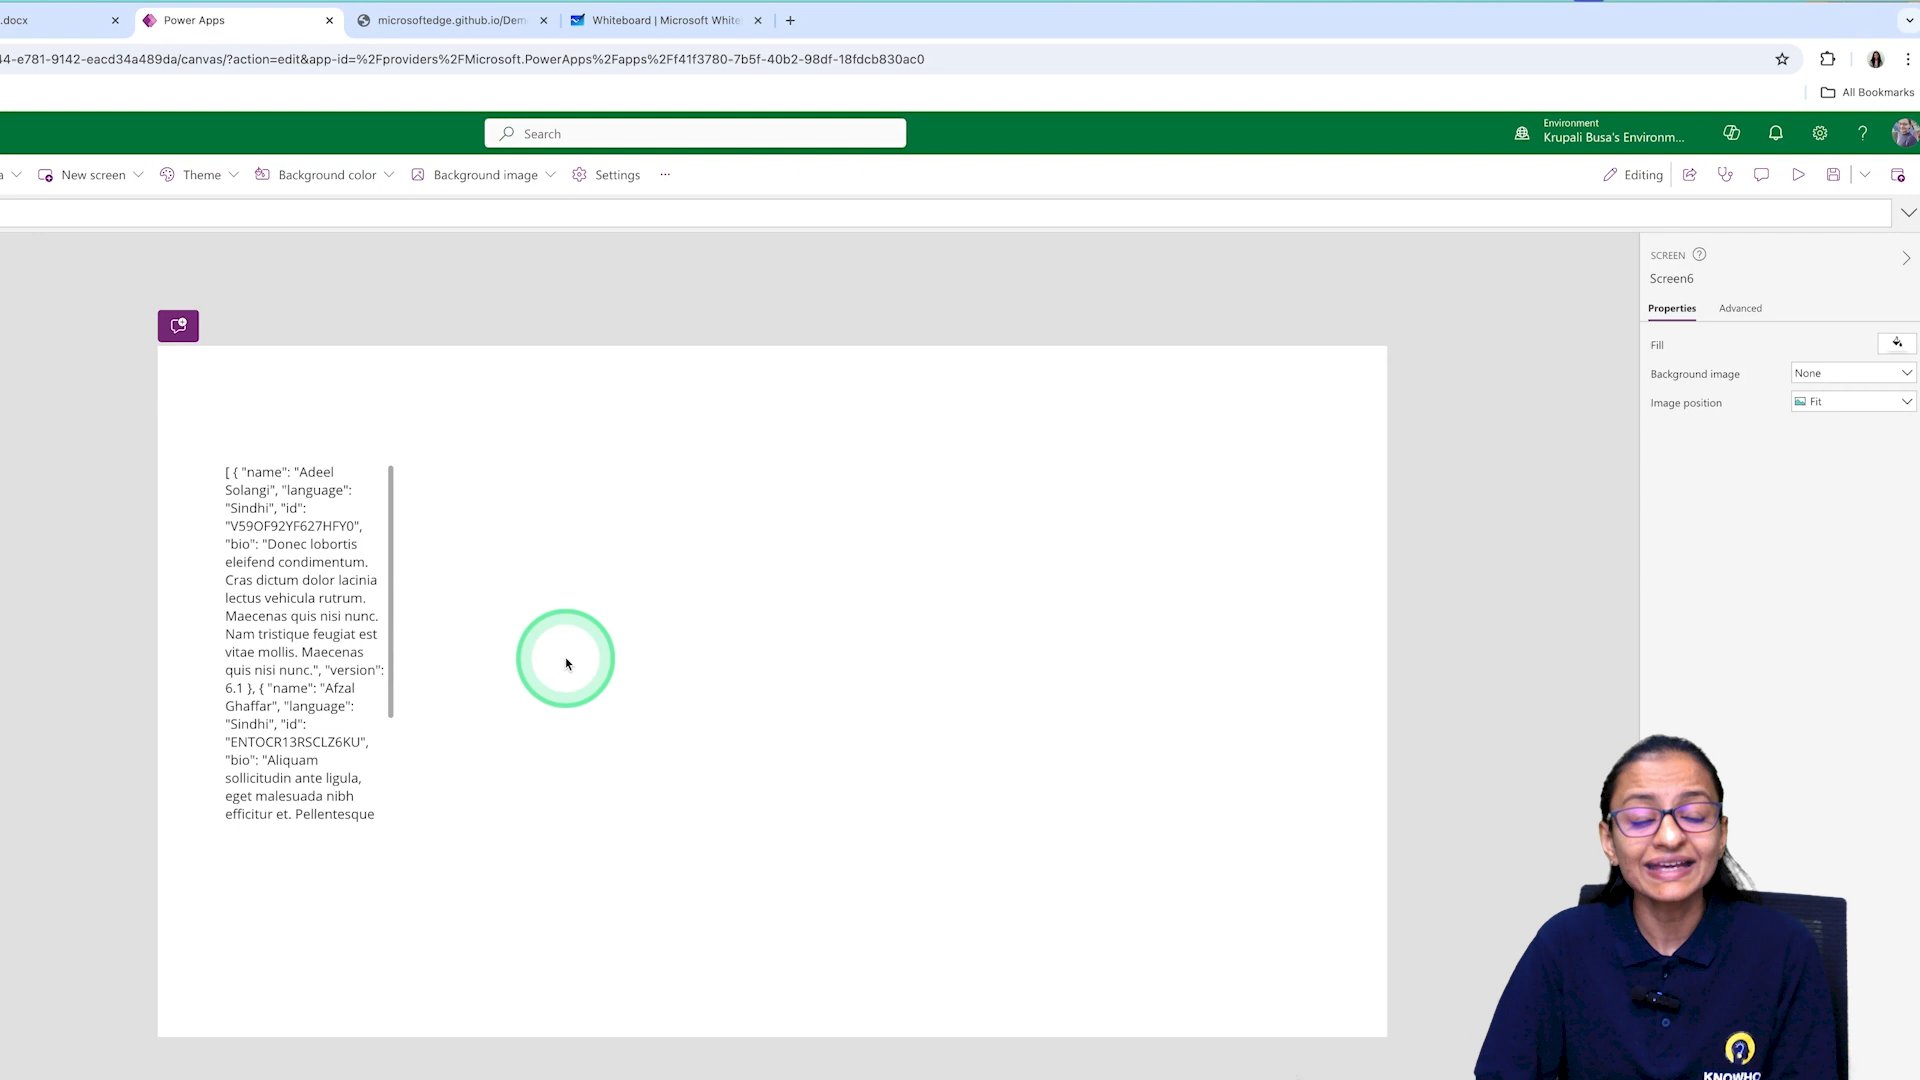 .docx
Power Apps
microsoftedge.github.io/Dem
Whiteboard | Microsoft White
44-e781-9142-eacd34a489da/canvas/?action=edit&app-id=%2Fproviders%2FMicrosoft.PowerApps%2Fapps%2Ff41f3780-7b5f-40b2-98df-18fdcb830ac0
All Bookmarks
Search
Environment
Krupali Busa's Environm...
a
New screen
Theme
Background color
Background image
Settings
...
Editing
SCREEN
Screen6
Properties
Advanced
Fill
Background image
None
Image position
Fit
[ { "name": "Adeel
Solangi", "language":
"Sindhi", "id":
"V59OF92YF627HFY0",
"bio": "Donec lobortis
eleifend condimentum.
Cras dictum dolor lacinia
lectus vehicula rutrum.
Maecenas quis nisi nunc.
Nam tristique feugiat est
vitae mollis. Maecenas
quis nisi nunc.", "version":
6.1 }, { "name": "Afzal
Ghaffar", "language":
"Sindhi", "id":
"ENTOCR13RSCLZ6KU",
"bio": "Aliquam
sollicitudin ante ligula,
eget malesuada nibh
efficitur et. Pellentesque
KNOWHO